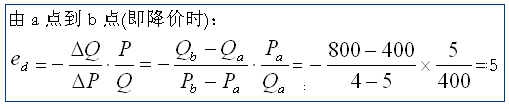 由 a 点到 b 点(即降价时):
e_d = −ΔQ/ΔP · P/Q = −(Q_b − Q_a)/(P_b − P_a) · P_a/Q_a = −(800 − 400)/(4 − 5) × 5/400 = 5